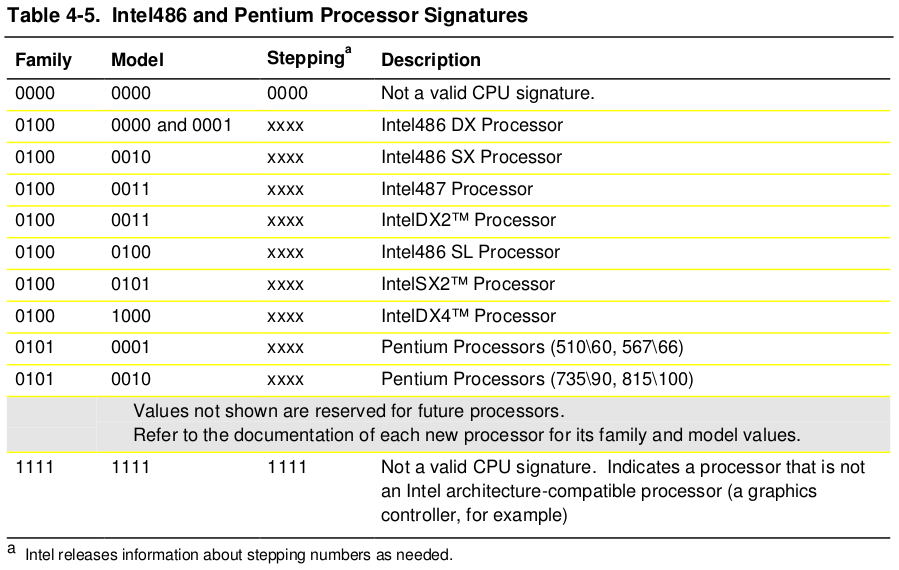 Table 4-5. Intel486 and Pentium Processor Signatures
Family Model Steppingᵃ Description
0000 0000 0000 Not a valid CPU signature.
0100 0000 and 0001 xxxx Intel486 DX Processor
0100 0010 xxxx Intel486 SX Processor
0100 0011 xxxx Intel487 Processor
0100 0011 xxxx IntelDX2™ Processor
0100 0100 xxxx Intel486 SL Processor
0100 0101 xxxx IntelSX2™ Processor
0100 1000 xxxx IntelDX4™ Processor
0101 0001 xxxx Pentium Processors (510\60, 567\66)
0101 0010 xxxx Pentium Processors (735\90, 815\100)
Values not shown are reserved for future processors.
Refer to the documentation of each new processor for its family and model values.
1111 1111 1111 Not a valid CPU signature. Indicates a processor that is not
an Intel architecture-compatible processor (a graphics
controller, for example)
ᵃ Intel releases information about stepping numbers as needed.